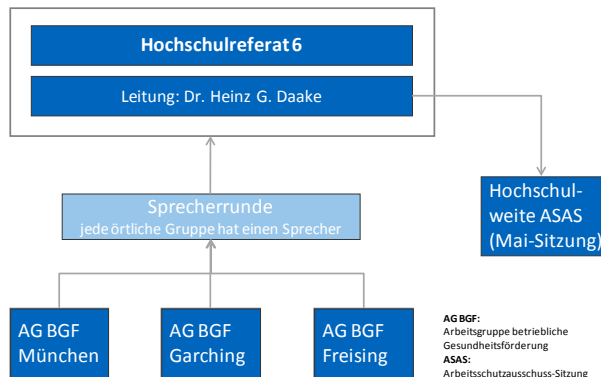 Hochschulreferat 6
Leitung: Dr. Heinz G. Daake
Sprecherrunde
jede örtliche Gruppe hat einen Sprecher
Hochschul-
weite ASAS
(Mai-Sitzung)
AG BGF
München
AG BGF
Garching
AG BGF
Freising
AG BGF:
Arbeitsgruppe betriebliche
Gesundheitsförderung
ASAS:
Arbeitsschutzausschuss-Sitzung